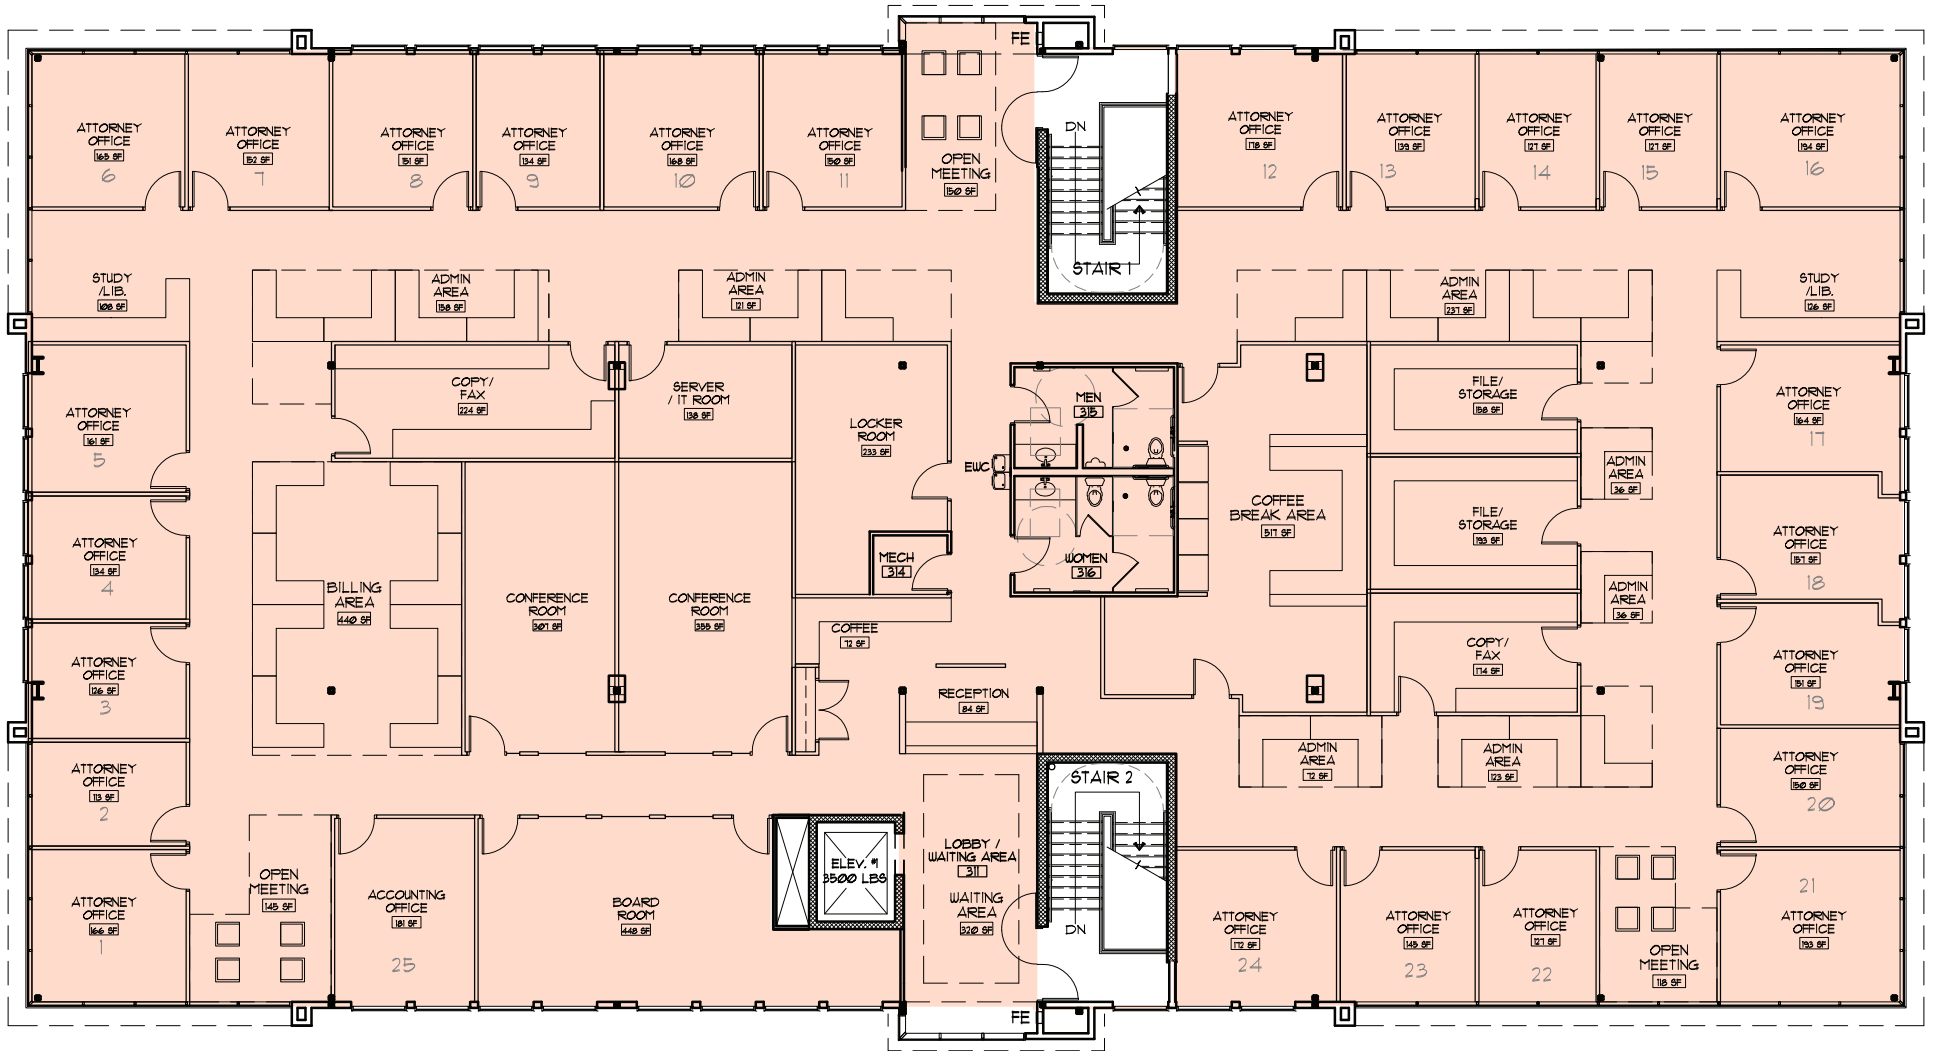 ATTORNEY
OFFICE
165 SF
6
ATTORNEY
OFFICE
152 SF
7
ATTORNEY
OFFICE
151 SF
8
ATTORNEY
OFFICE
134 SF
9
ATTORNEY
OFFICE
168 SF
10
ATTORNEY
OFFICE
150 SF
11
OPEN
MEETING
150 SF
FE
DN
STAIR 1
ATTORNEY
OFFICE
178 SF
12
ATTORNEY
OFFICE
139 SF
13
ATTORNEY
OFFICE
127 SF
14
ATTORNEY
OFFICE
127 SF
15
ATTORNEY
OFFICE
194 SF
16
STUDY
/LIB.
108 SF
ADMIN
AREA
158 SF
ADMIN
AREA
121 SF
ADMIN
AREA
237 SF
STUDY
/LIB.
126 SF
ATTORNEY
OFFICE
161 SF
5
COPY/
FAX
224 SF
SERVER
/ IT ROOM
138 SF
LOCKER
ROOM
233 SF
MEN
315
EWC
WOMEN
316
MECH
314
COFFEE
BREAK AREA
517 SF
FILE/
STORAGE
158 SF
FILE/
STORAGE
193 SF
ADMIN
AREA
36 SF
ADMIN
AREA
36 SF
ATTORNEY
OFFICE
164 SF
17
ATTORNEY
OFFICE
157 SF
18
ATTORNEY
OFFICE
134 SF
4
BILLING
AREA
440 SF
CONFERENCE
ROOM
307 SF
CONFERENCE
ROOM
355 SF
COFFEE
72 SF
RECEPTION
84 SF
COPY/
FAX
174 SF
ATTORNEY
OFFICE
151 SF
19
ATTORNEY
OFFICE
126 SF
3
ADMIN
AREA
72 SF
ADMIN
AREA
123 SF
ATTORNEY
OFFICE
150 SF
20
ATTORNEY
OFFICE
113 SF
2
STAIR 2
DN
FE
ATTORNEY
OFFICE
166 SF
1
OPEN
MEETING
145 SF
ACCOUNTING
OFFICE
181 SF
25
BOARD
ROOM
448 SF
ELEV. #1
3500 LBS
LOBBY /
WAITING AREA
311
WAITING
AREA
320 SF
ATTORNEY
OFFICE
172 SF
24
ATTORNEY
OFFICE
145 SF
23
ATTORNEY
OFFICE
127 SF
22
OPEN
MEETING
118 SF
21
ATTORNEY
OFFICE
193 SF